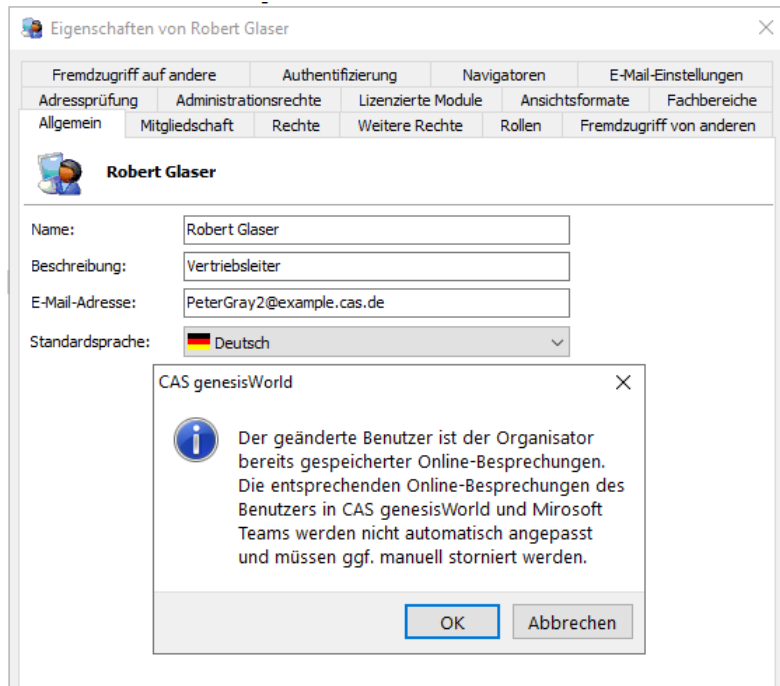 Eigenschaften von Robert Glaser
Fremdzugriff auf andere Authentifizierung Navigatoren E-Mail-Einstellungen
Adressprüfung Administrationsrechte Lizenzierte Module Ansichtsformate Fachbereiche
Allgemein Mitgliedschaft Rechte Weitere Rechte Rollen Fremdzugriff von anderen
Robert Glaser
Name: Robert Glaser
Beschreibung: Vertriebsleiter
E-Mail-Adresse: PeterGray2@example.cas.de
Standardsprache: Deutsch
CAS genesisWorld
Der geänderte Benutzer ist der Organisator
bereits gespeicherter Online-Besprechungen.
Die entsprechenden Online-Besprechungen des
Benutzers in CAS genesisWorld und Mirosoft
Teams werden nicht automatisch angepasst
und müssen ggf. manuell storniert werden.
OK Abbrechen